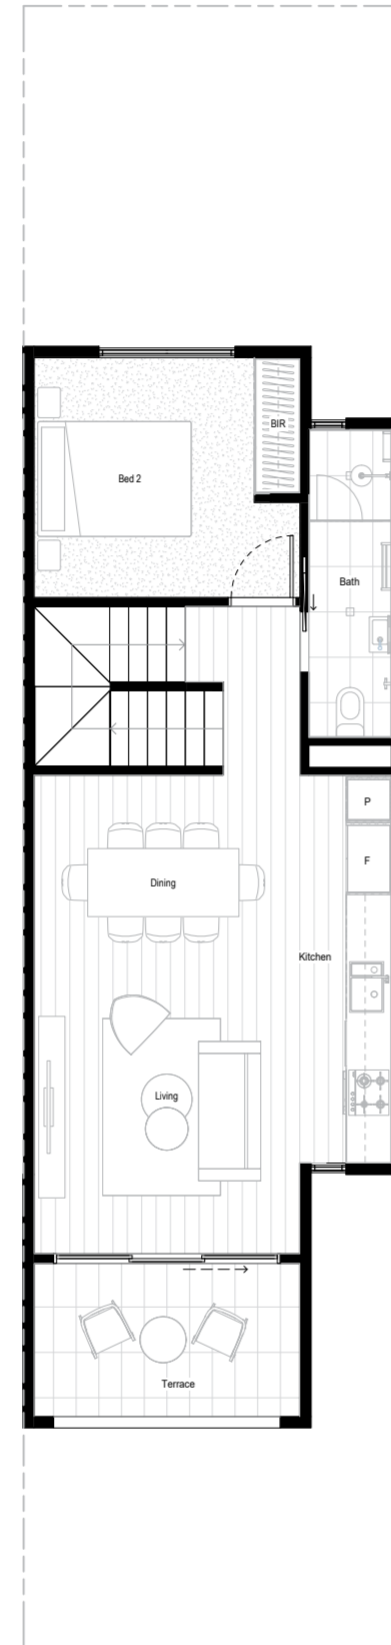 BIR
Bed 2
Bath
P
F
Dining
Kitchen
Living
Terrace